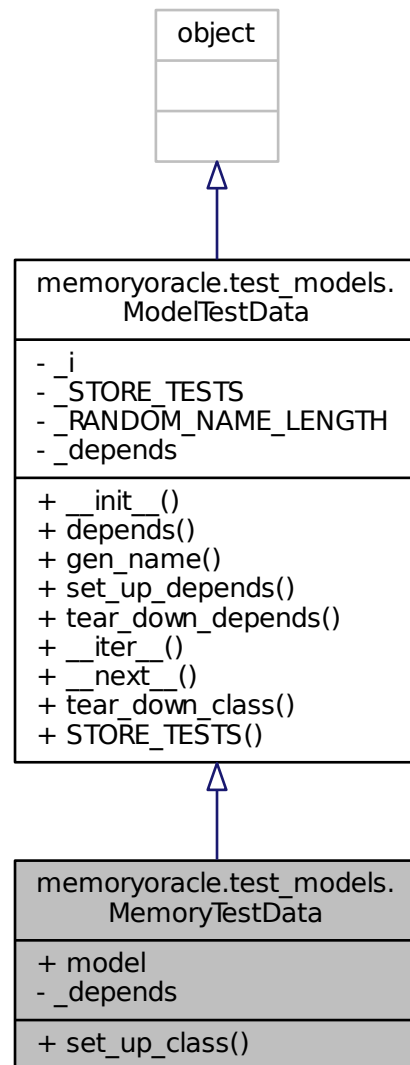 object
memoryoracle.test_models.
ModelTestData
- _i
- _STORE_TESTS
- _RANDOM_NAME_LENGTH
- _depends
+ __init__()
+ depends()
+ gen_name()
+ set_up_depends()
+ tear_down_depends()
+ __iter__()
+ __next__()
+ tear_down_class()
+ STORE_TESTS()
memoryoracle.test_models.
MemoryTestData
+ model
- _depends
+ set_up_class()